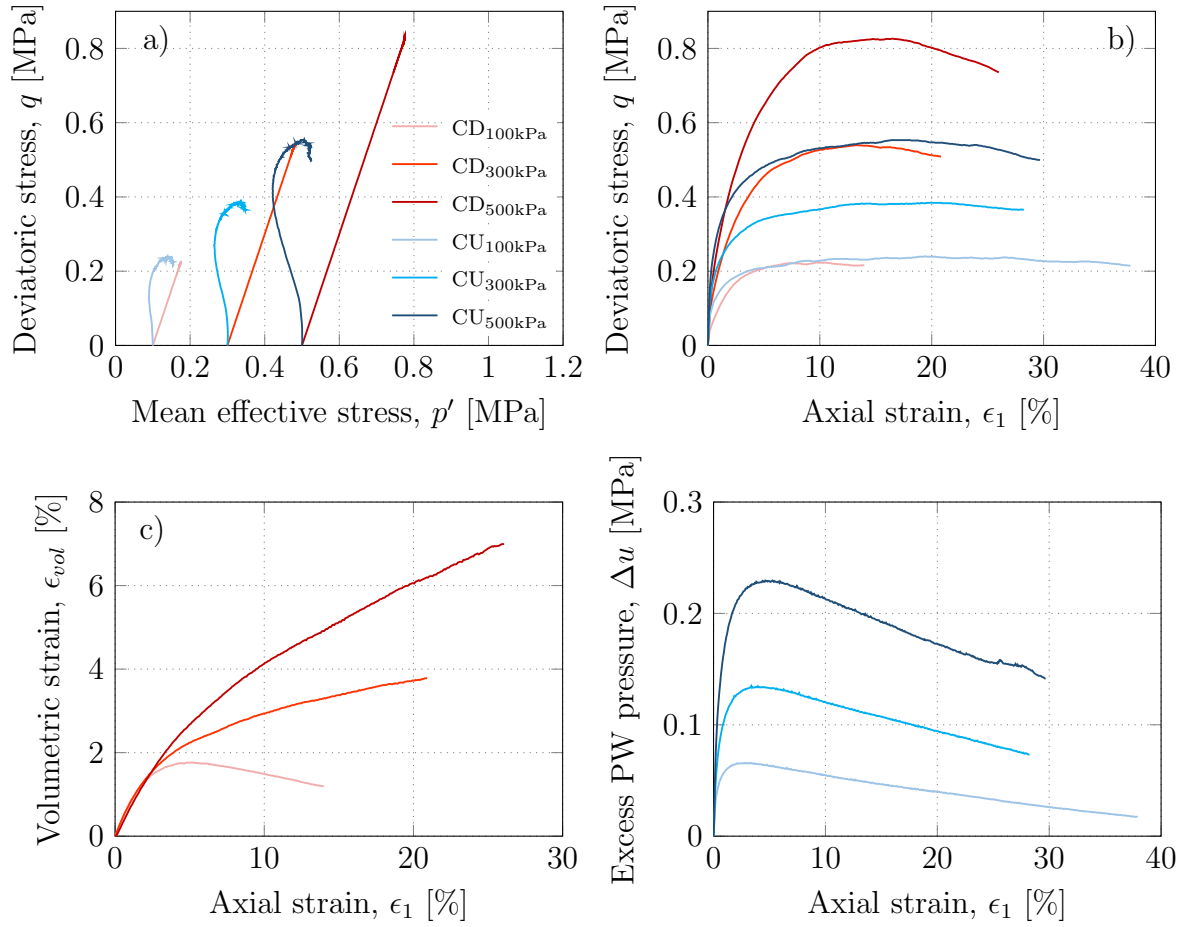 a)
Deviatoric stress, q [MPa]
0.8
0.6
0.4
0.2
0
0
0.2
0.4
0.6
0.8
1
1.2
Mean effective stress, p′ [MPa]
CD100kPa
CD300kPa
CD500kPa
CU100kPa
CU300kPa
CU500kPa
b)
Deviatoric stress, q [MPa]
0.8
0.6
0.4
0.2
0
0
10
20
30
40
Axial strain, ϵ1 [%]
c)
Volumetric strain, ϵvol [%]
8
6
4
2
0
0
10
20
30
Axial strain, ϵ1 [%]
Excess PW pressure, Δu [MPa]
0.3
0.2
0.1
0
0
10
20
30
40
Axial strain, ϵ1 [%]